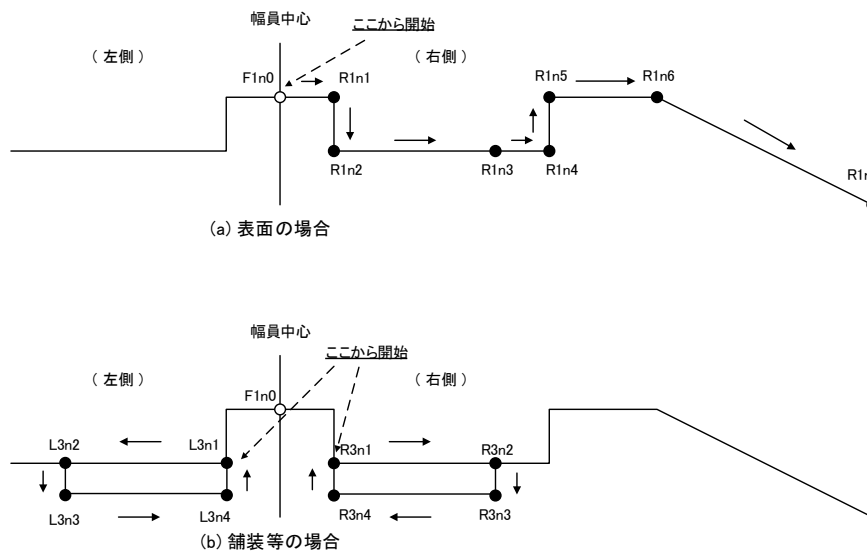 幅員中心
ここから開始
（左側）
（右側）
F1n0
R1n1
R1n5
R1n6
R1n2
R1n3
R1n4
R1n
(a) 表面の場合
幅員中心
ここから開始
（左側）
（右側）
F1n0
L3n2
L3n1
R3n1
R3n2
L3n3
L3n4
R3n4
R3n3
(b) 舗装等の場合